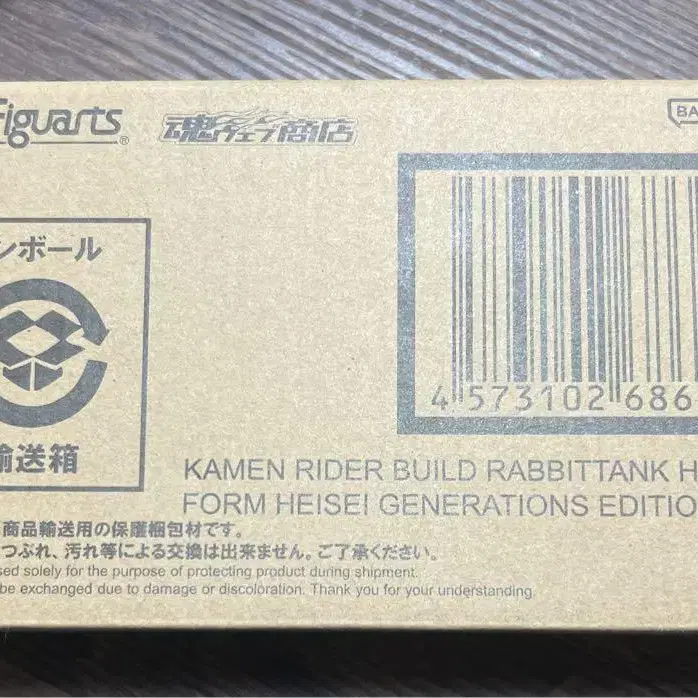 Figuarts®
魂ウェブ商店
BA
ンボール
輸送箱
4 573102 686
KAMEN RIDER BUILD RABBITTANK H
FORM HEISEI GENERATIONS EDITIO
商品輸送用の保護梱包材です。
つぶれ、汚れ等による交換は出来ません。ご了承ください。
sed solely for the purpose of protecting product during shipment.
be exchanged due to damage or discoloration. Thank you for your understanding.